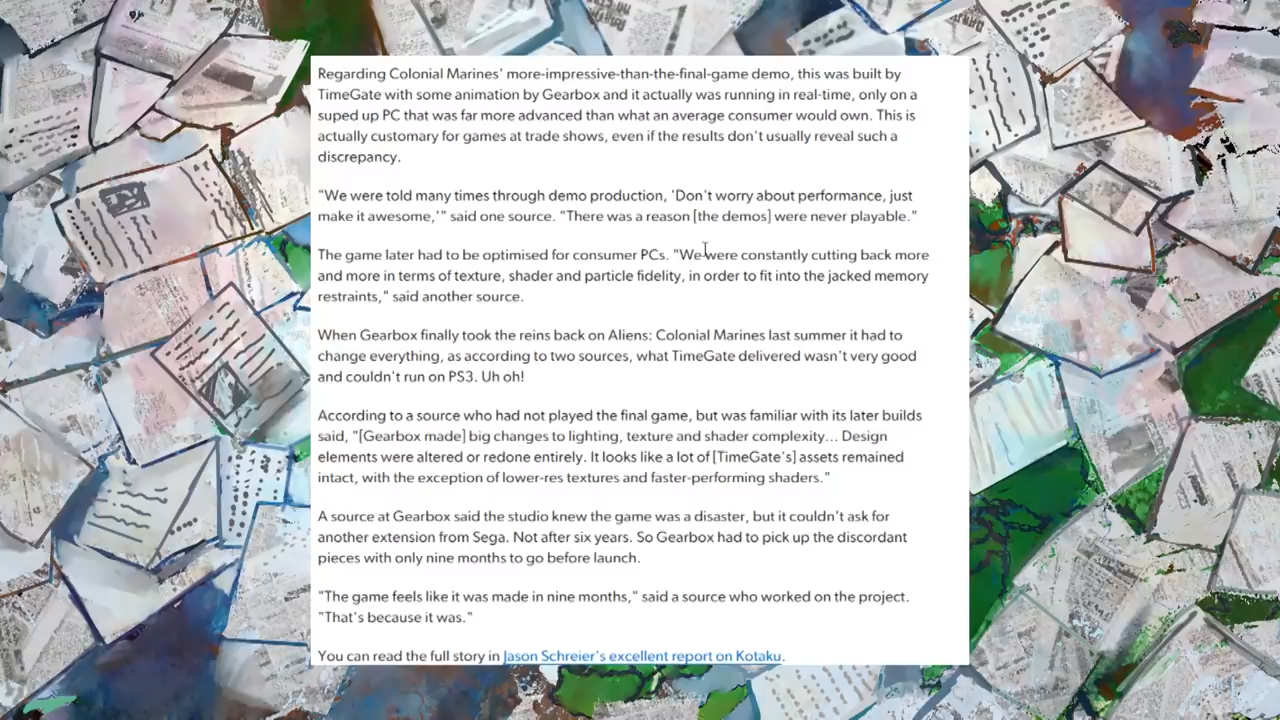 Regarding Colonial Marines' more-impressive-than-the-final-game demo, this was built by
TimeGate with some animation by Gearbox and it actually was running in real-time, only on a
suped up PC that was far more advanced than what an average consumer would own. This is
actually customary for games at trade shows, even if the results don't usually reveal such a
discrepancy.
"We were told many times through demo production, 'Don't worry about performance, just
make it awesome,'" said one source. "There was a reason [the demos] were never playable."
The game later had to be optimised for consumer PCs. "We were constantly cutting back more
and more in terms of texture, shader and particle fidelity, in order to fit into the jacked memory
restraints," said another source.
When Gearbox finally took the reins back on Aliens: Colonial Marines last summer it had to
change everything, as according to two sources, what TimeGate delivered wasn't very good
and couldn't run on PS3. Uh oh!
According to a source who had not played the final game, but was familiar with its later builds
said, "[Gearbox made] big changes to lighting, texture and shader complexity... Design
elements were altered or redone entirely. It looks like a lot of [TimeGate's] assets remained
intact, with the exception of lower-res textures and faster-performing shaders."
A source at Gearbox said the studio knew the game was a disaster, but it couldn't ask for
another extension from Sega. Not after six years. So Gearbox had to pick up the discordant
pieces with only nine months to go before launch.
"The game feels like it was made in nine months," said a source who worked on the project.
"That's because it was."
You can read the full story in Jason Schreier's excellent report on Kotaku.